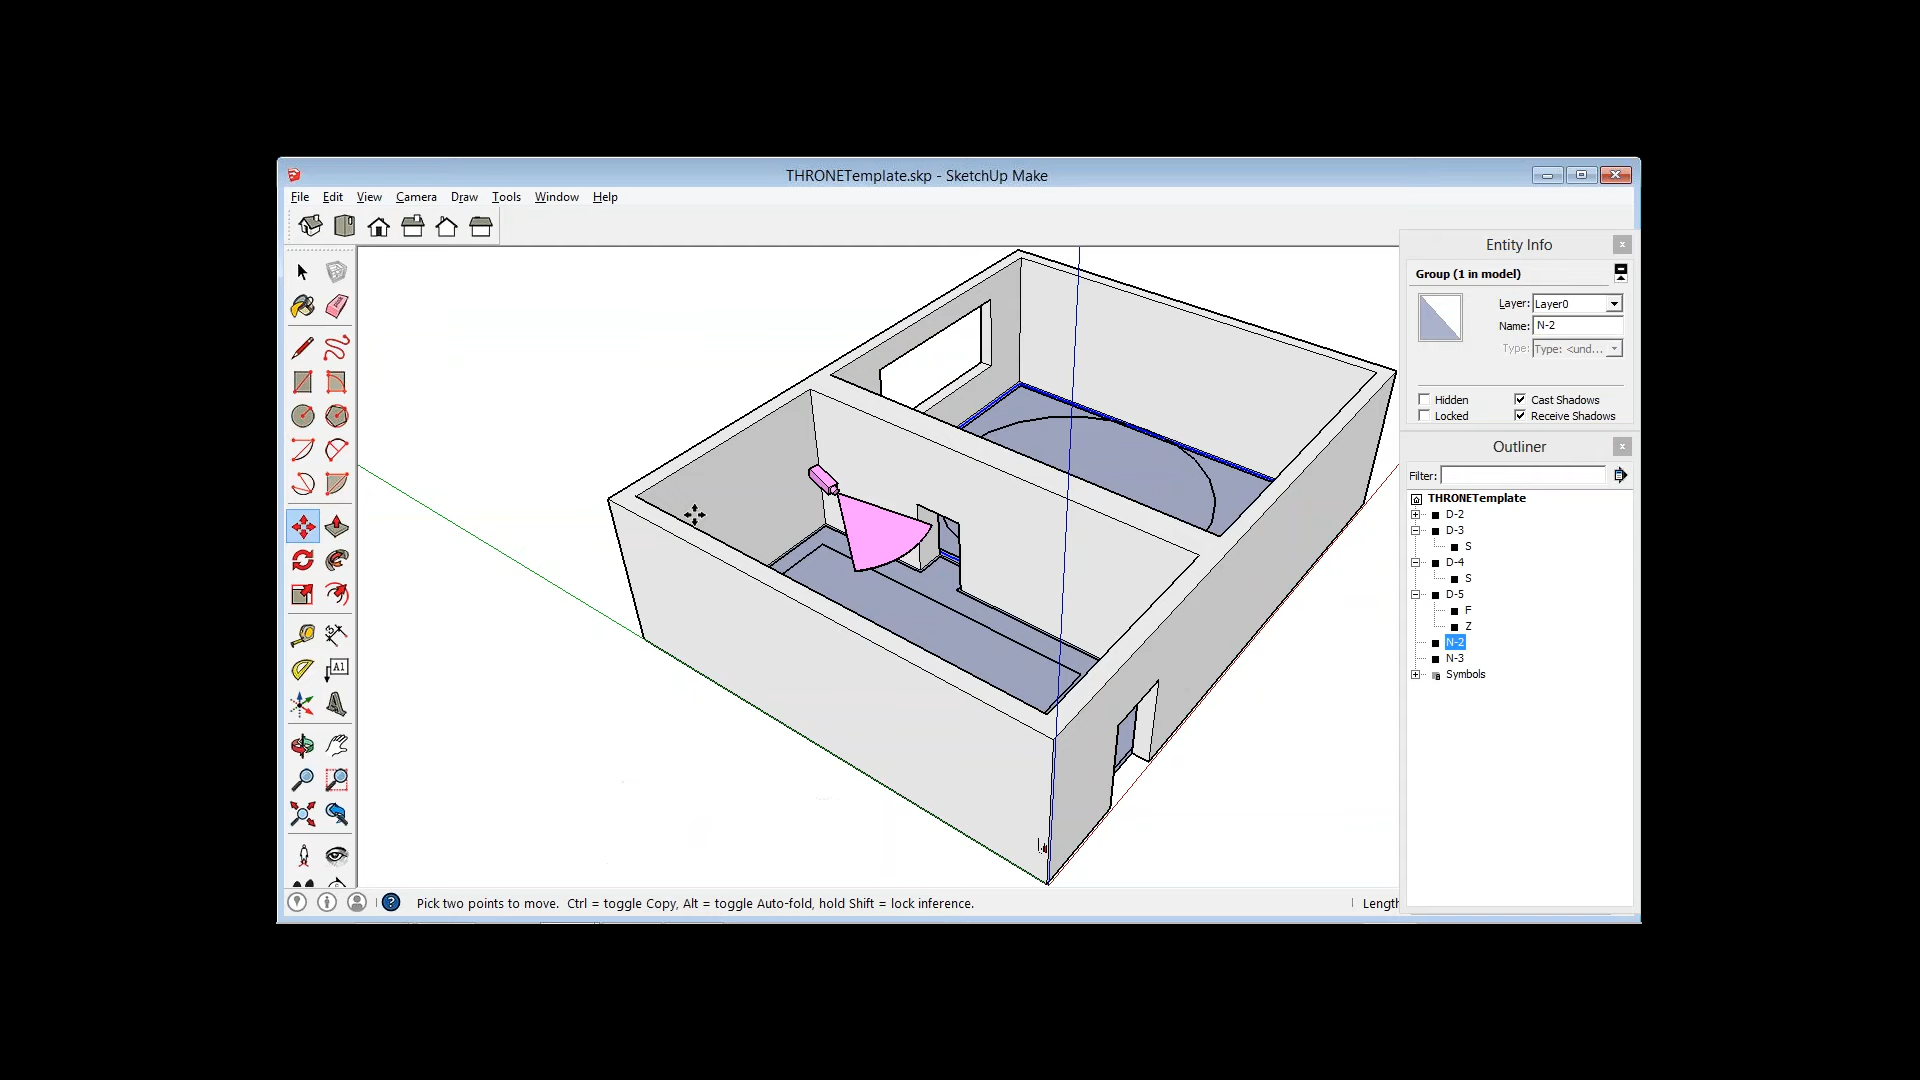 THRONETemplate.skp - SketchUp Make
File Edit View Camera Draw Tools Window Help
Entity Info
Group (1 in model)
Layer: Layer0
Name: N-2
Type: Type: <und...
Hidden
Cast Shadows
Locked
Receive Shadows
Outliner
Filter:
THRONETemplate
D-2
D-3
S
D-4
S
D-5
F
Z
N-2
N-3
Symbols
A1
Pick two points to move. Ctrl = toggle Copy, Alt = toggle Auto-fold, hold Shift = lock inference.
Length